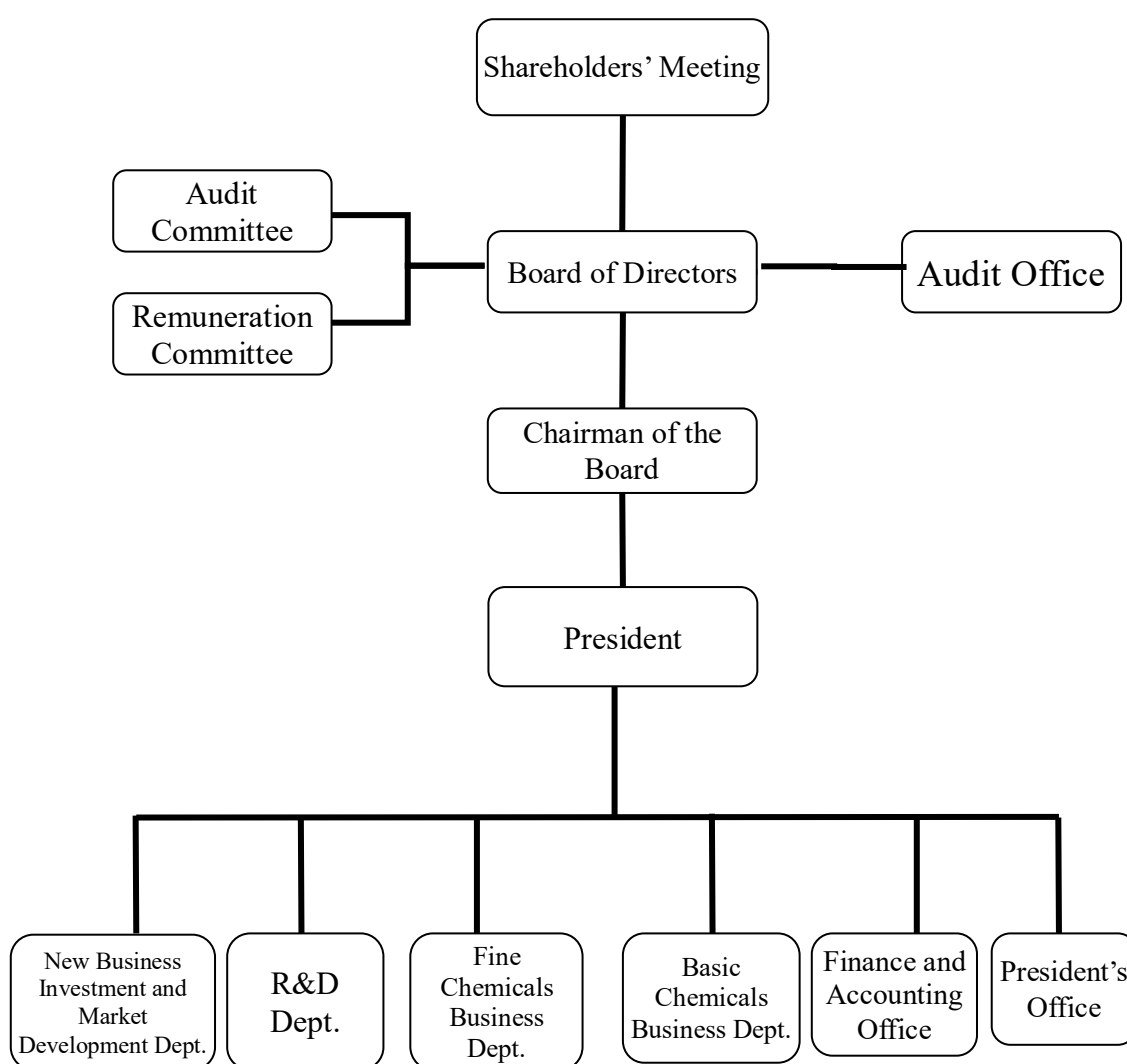 Shareholders’ Meeting
Audit
Committee
Board of Directors
Audit Office
Remuneration
Committee
Chairman of the
Board
President
New Business
Investment and
Market
Development Dept.
R&D
Dept.
Fine
Chemicals
Business
Dept.
Basic
Chemicals
Business Dept.
Finance and
Accounting
Office
President’s
Office